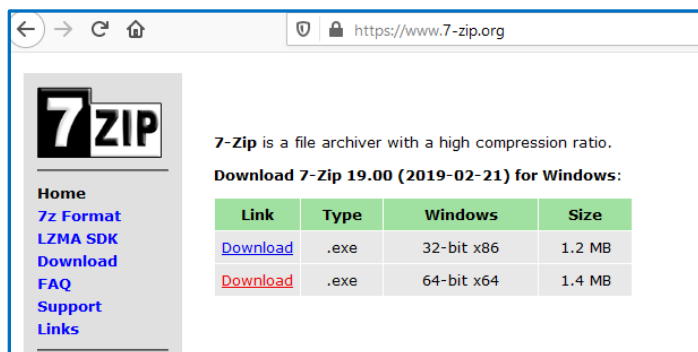 https://www.7-zip.org
7 ZIP
Home
7z Format
LZMA SDK
Download
FAQ
Support
Links
7-Zip is a file archiver with a high compression ratio.
Download 7-Zip 19.00 (2019-02-21) for Windows:
Link Type Windows Size
Download .exe 32-bit x86 1.2 MB
Download .exe 64-bit x64 1.4 MB